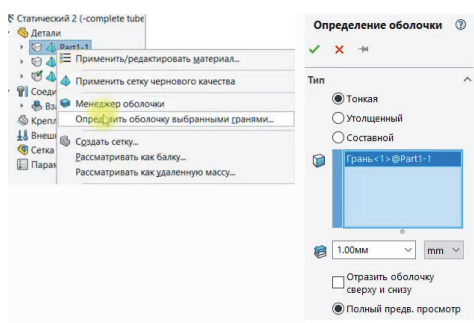 Статический 2 (-complete tube
Детали
Part1-1
Применить/редактировать материал...
Применить сетку чернового качества
Соеди
Менеджер оболочки
Вз
Определить оболочку выбранными гранями...
Крепл
Внеш
Создать сетку...
Сетка
Рассматривать как балку...
Парам
Рассматривать как удаленную массу...
Определение оболочки
Тип
Тонкая
Утолщенный
Составной
Грань<1>@Part1-1
1.00мм
mm
Отразить оболочку
сверху и снизу
Полный предв. просмотр